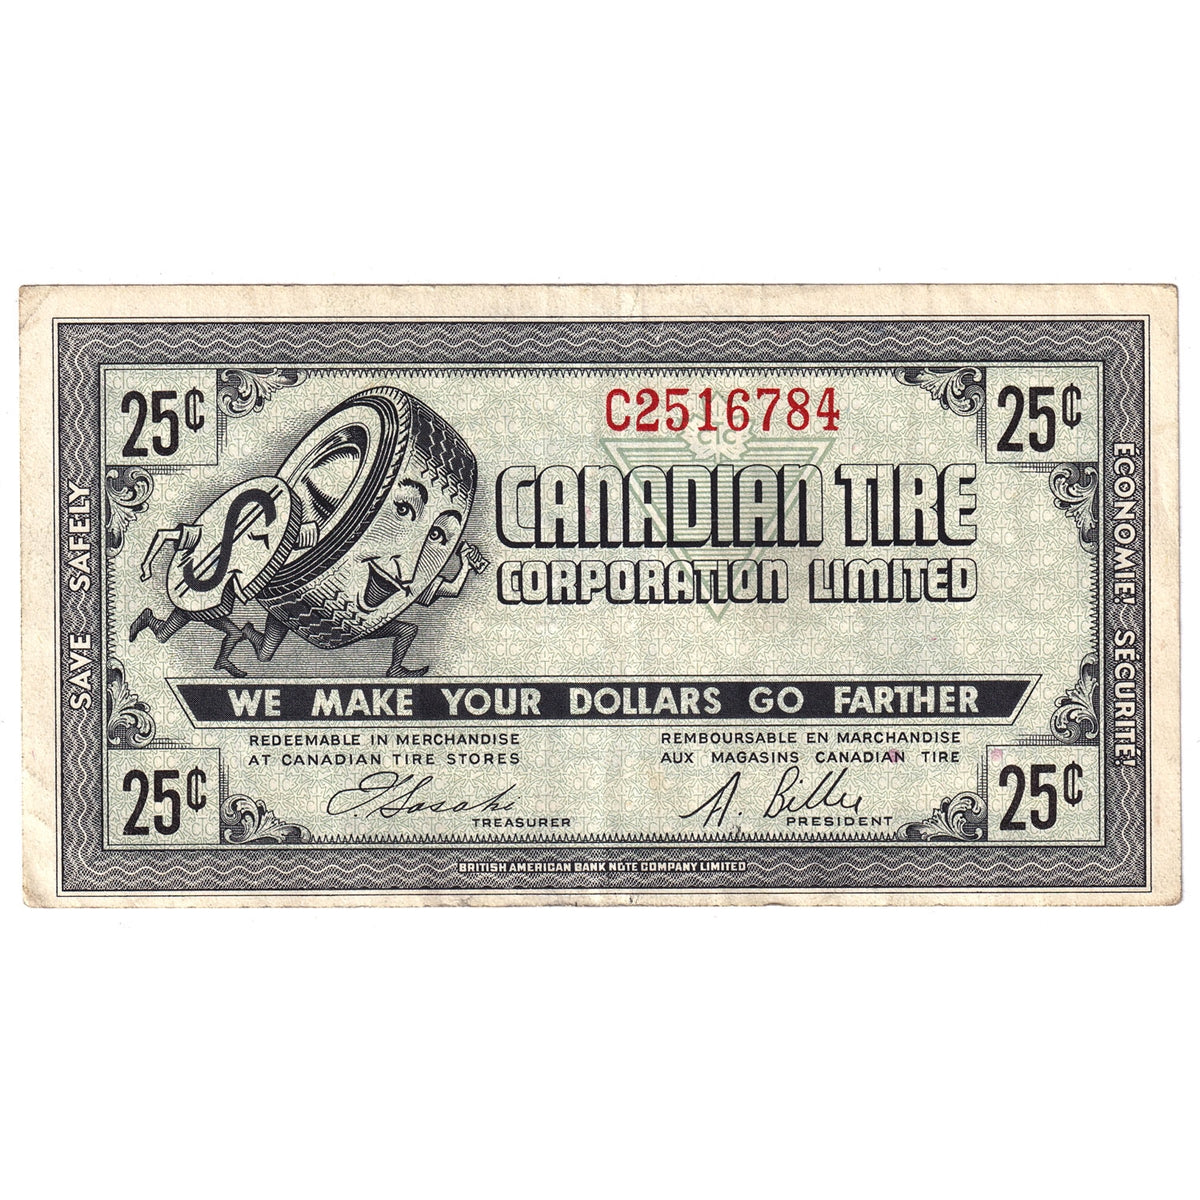 25¢
C2516784
25¢
CTC
CANADIAN TIRE
CORPORATION LIMITED
$
SAVE SAFELY
ÉCONOMIE! SÉCURITÉ!
WE MAKE YOUR DOLLARS GO FARTHER
REDEEMABLE IN MERCHANDISE
AT CANADIAN TIRE STORES
REMBOURSABLE EN MARCHANDISE
AUX MAGASINS CANADIAN TIRE
25¢
TREASURER
A. Billes
PRESIDENT
25¢
BRITISH AMERICAN BANK NOTE COMPANY LIMITED